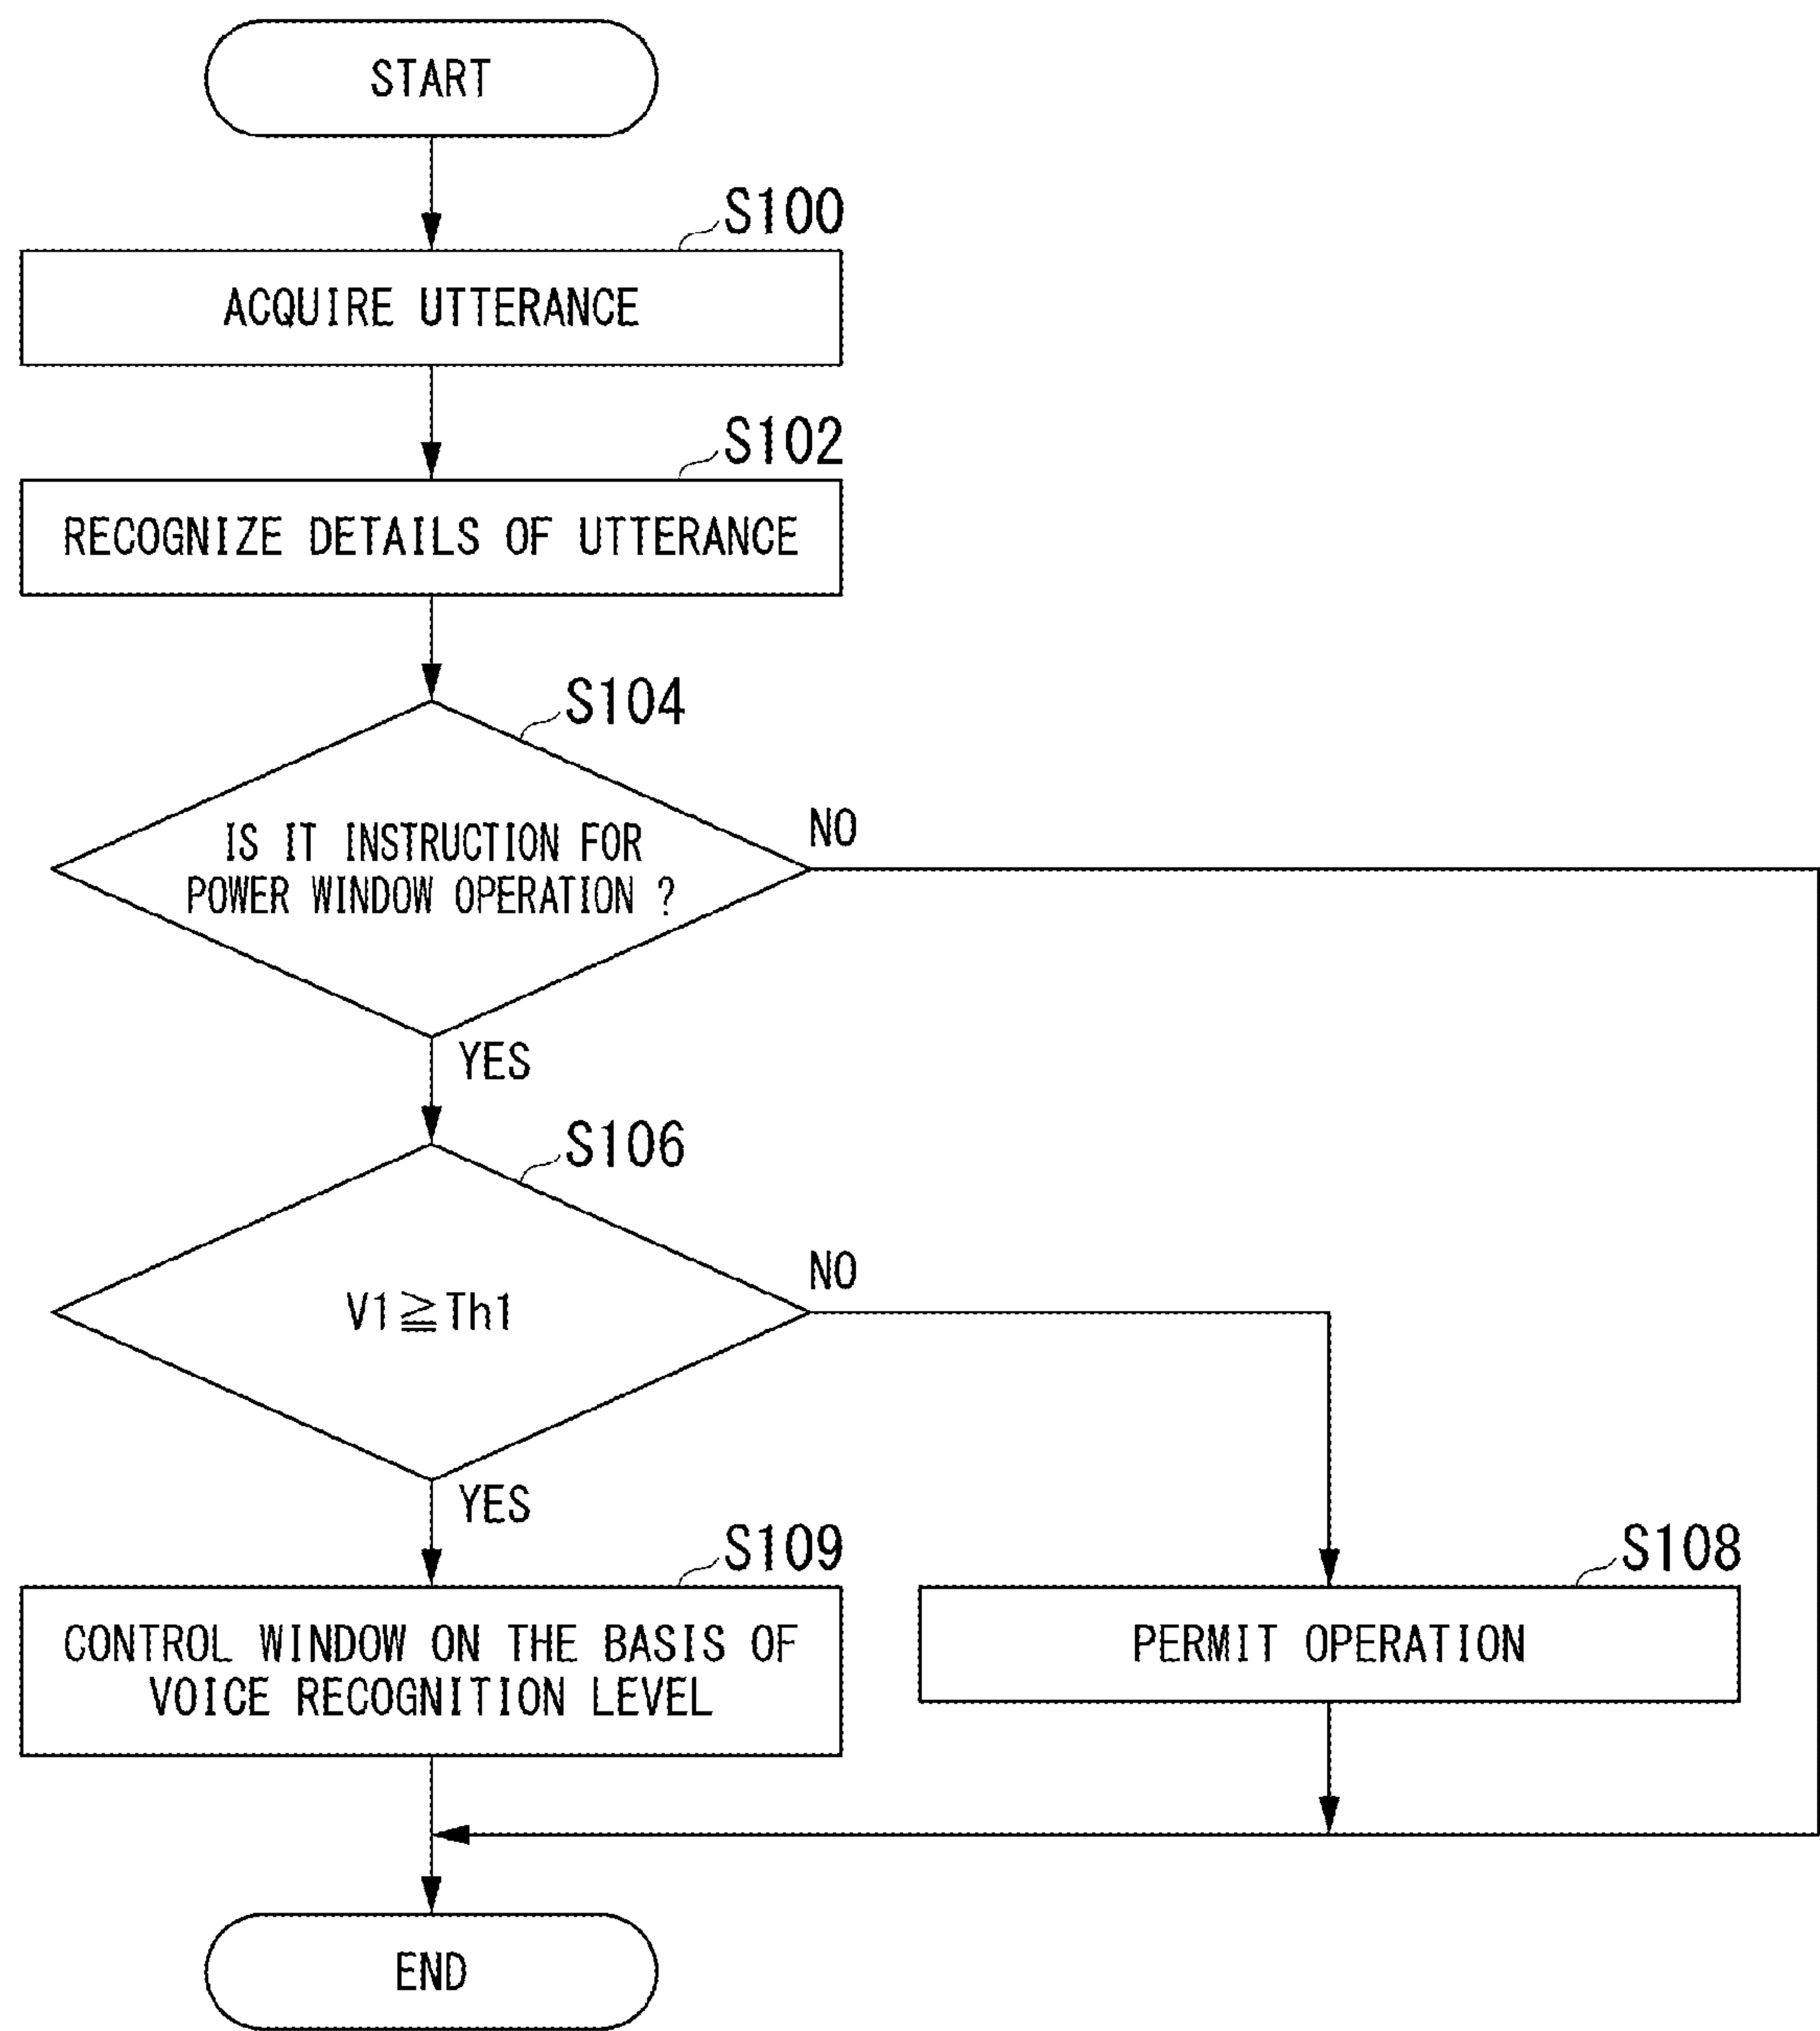 START
S100
ACQUIRE UTTERANCE
S102
RECOGNIZE DETAILS OF UTTERANCE
S104
IS IT INSTRUCTION FOR
POWER WINDOW OPERATION ?
NO
YES
S106
V1≧Th1
NO
YES
S109
CONTROL WINDOW ON THE BASIS OF
VOICE RECOGNITION LEVEL
S108
PERMIT OPERATION
END